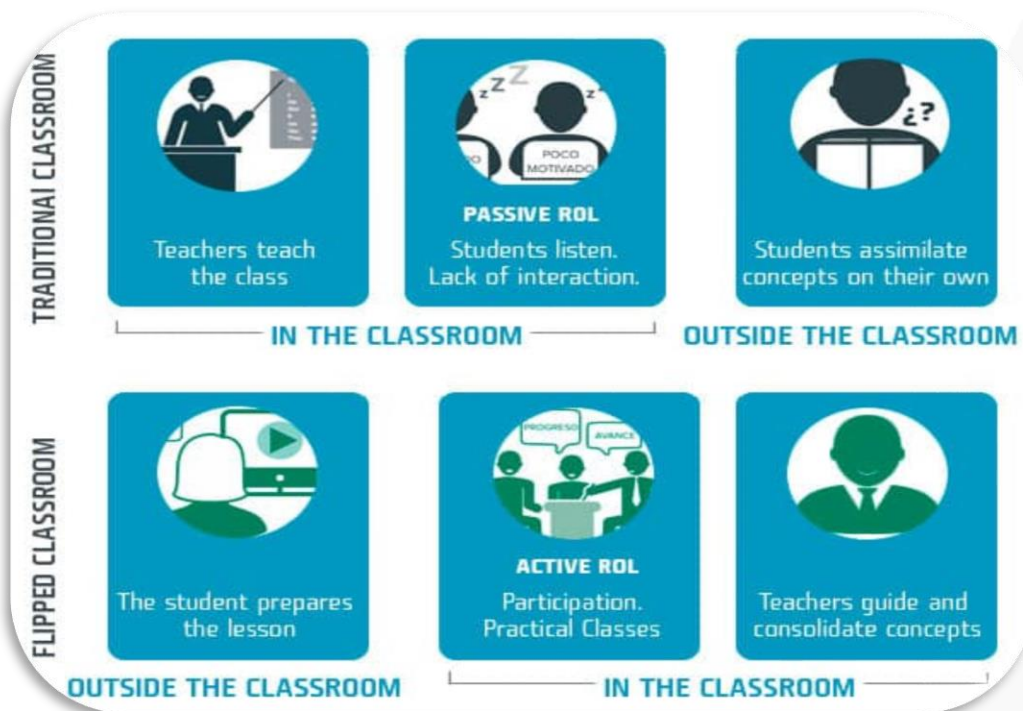 TRADITIONAL CLASSROOM
Teachers teach
the class
zZZ
z
POCO
MOTIVADO
PASSIVE ROL
Students listen.
Lack of interaction.
¿?
Students assimilate
concepts on their own
IN THE CLASSROOM
OUTSIDE THE CLASSROOM
FLIPPED CLASSROOM
The student prepares
the lesson
PROGRESO
AVANCE
ACTIVE ROL
Participation.
Practical Classes
Teachers guide and
consolidate concepts
OUTSIDE THE CLASSROOM
IN THE CLASSROOM